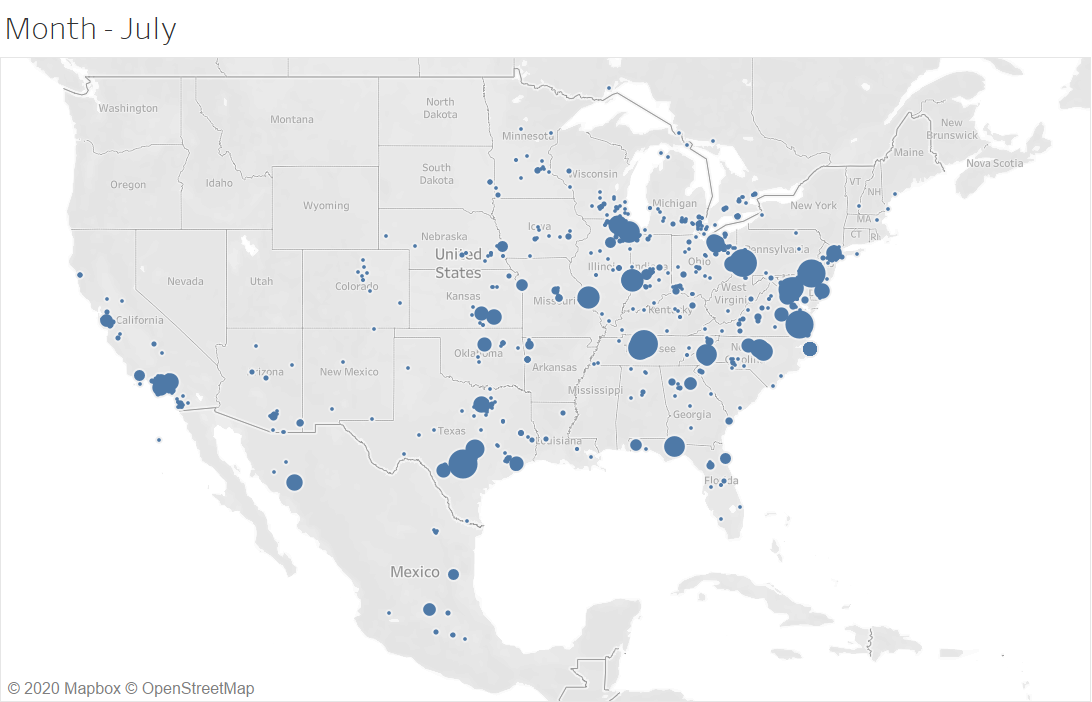 Month - July
Washington
Montana
North
Dakota
Minnesota
New
Brunswick
Maine
Nova Scotia
Oregon
Idaho
South
Dakota
Wisconsin
VT
NH
Wyoming
Michigan
New York
MA
CT
RI
Nebraska
Iowa
Pennsylvania
United
States
Ohio
Illinois
Indiana
Nevada
Utah
Colorado
Kansas
Missouri
West
Virginia
Kentucky
California
Oklahoma
Arkansas
Arizona
New Mexico
Mississippi
Georgia
Texas
Louisiana
Florida
Mexico
© 2020 Mapbox © OpenStreetMap